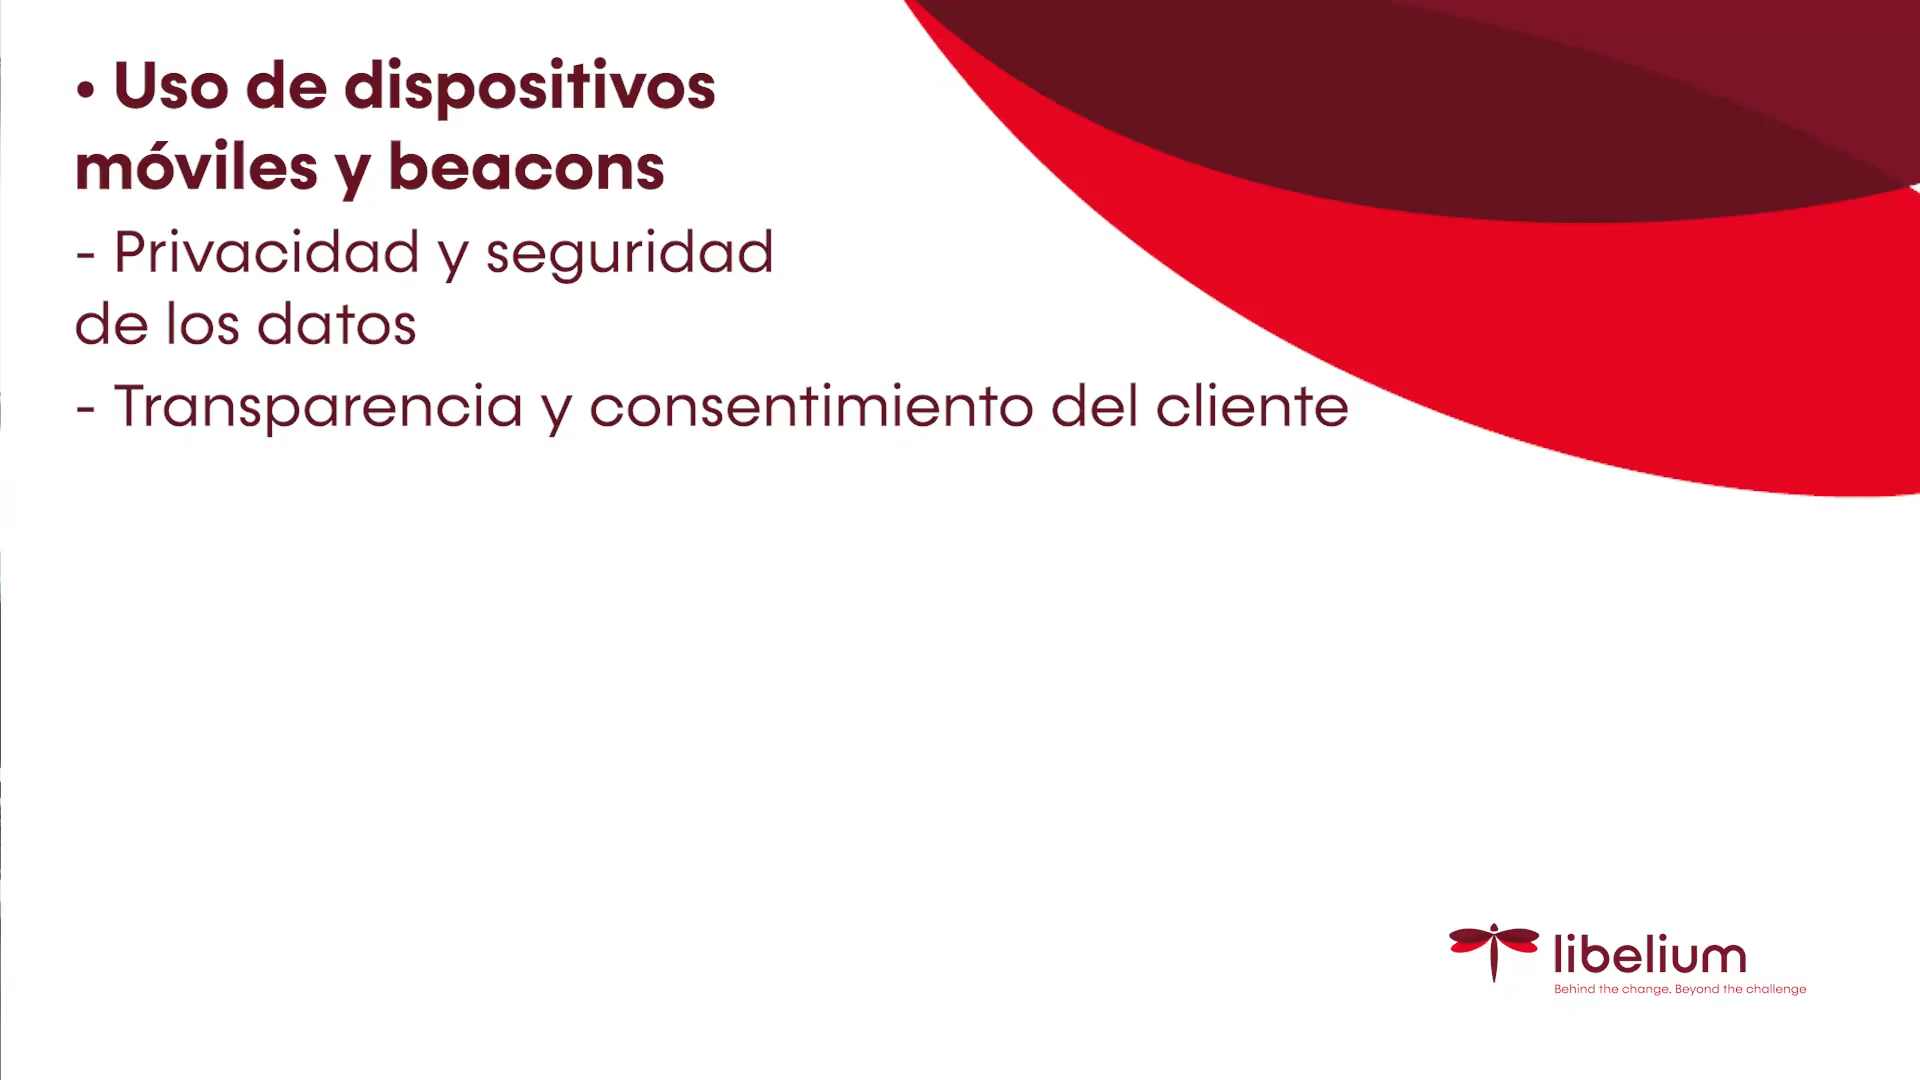 • Uso de dispositivos
móviles y beacons
- Privacidad y seguridad
de los datos
- Transparencia y consentimiento del cliente
libelium
Behind the change. Beyond the challenge